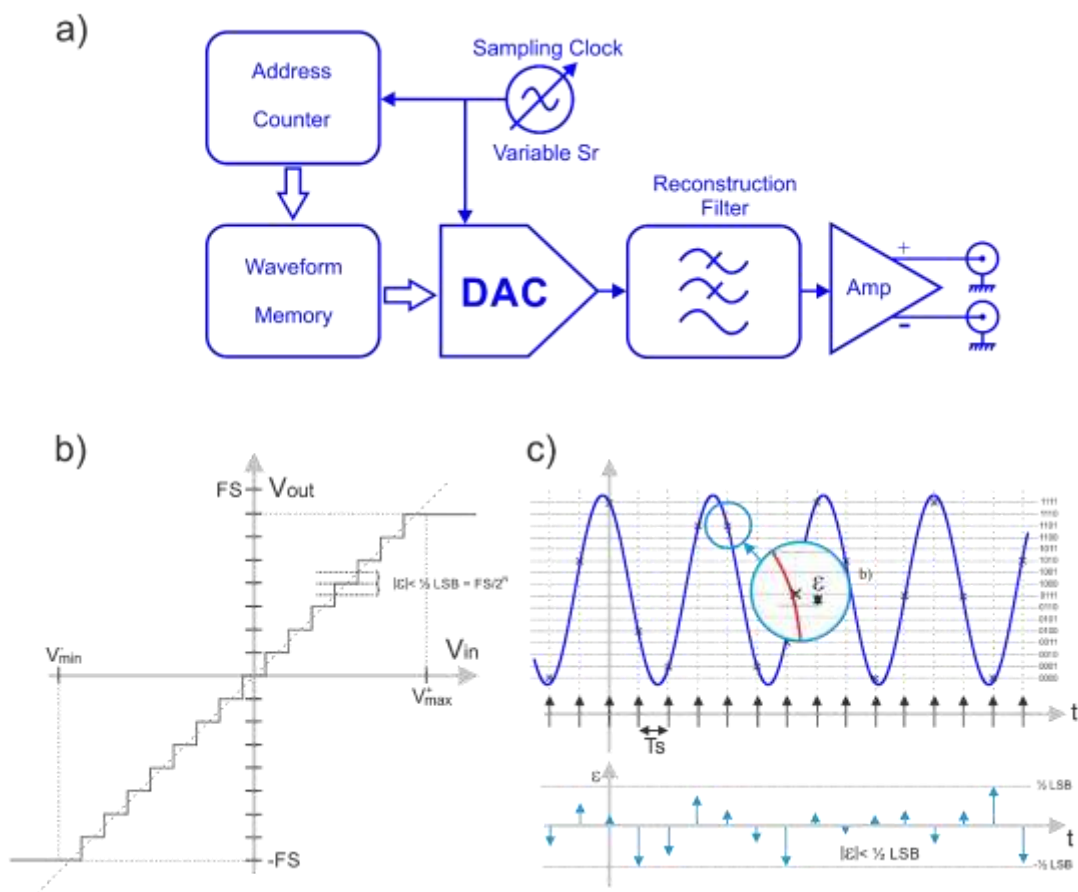 a)
Sampling Clock
Address
Counter
Variable Sr
Reconstruction
Filter
Waveform
Memory
DAC
Amp
+
-
b)
FS
Vout
|ε|< ½ LSB = FS/2ᴺ
Vmin
Vin
V⁺max
-FS
c)
1111
1110
1101
1100
1011
1010
1001
1000
0111
0110
0101
0100
0011
0010
0001
0000
b)
ε
t
Ts
ε
½ LSB
t
|ε|< ½ LSB
-½ LSB